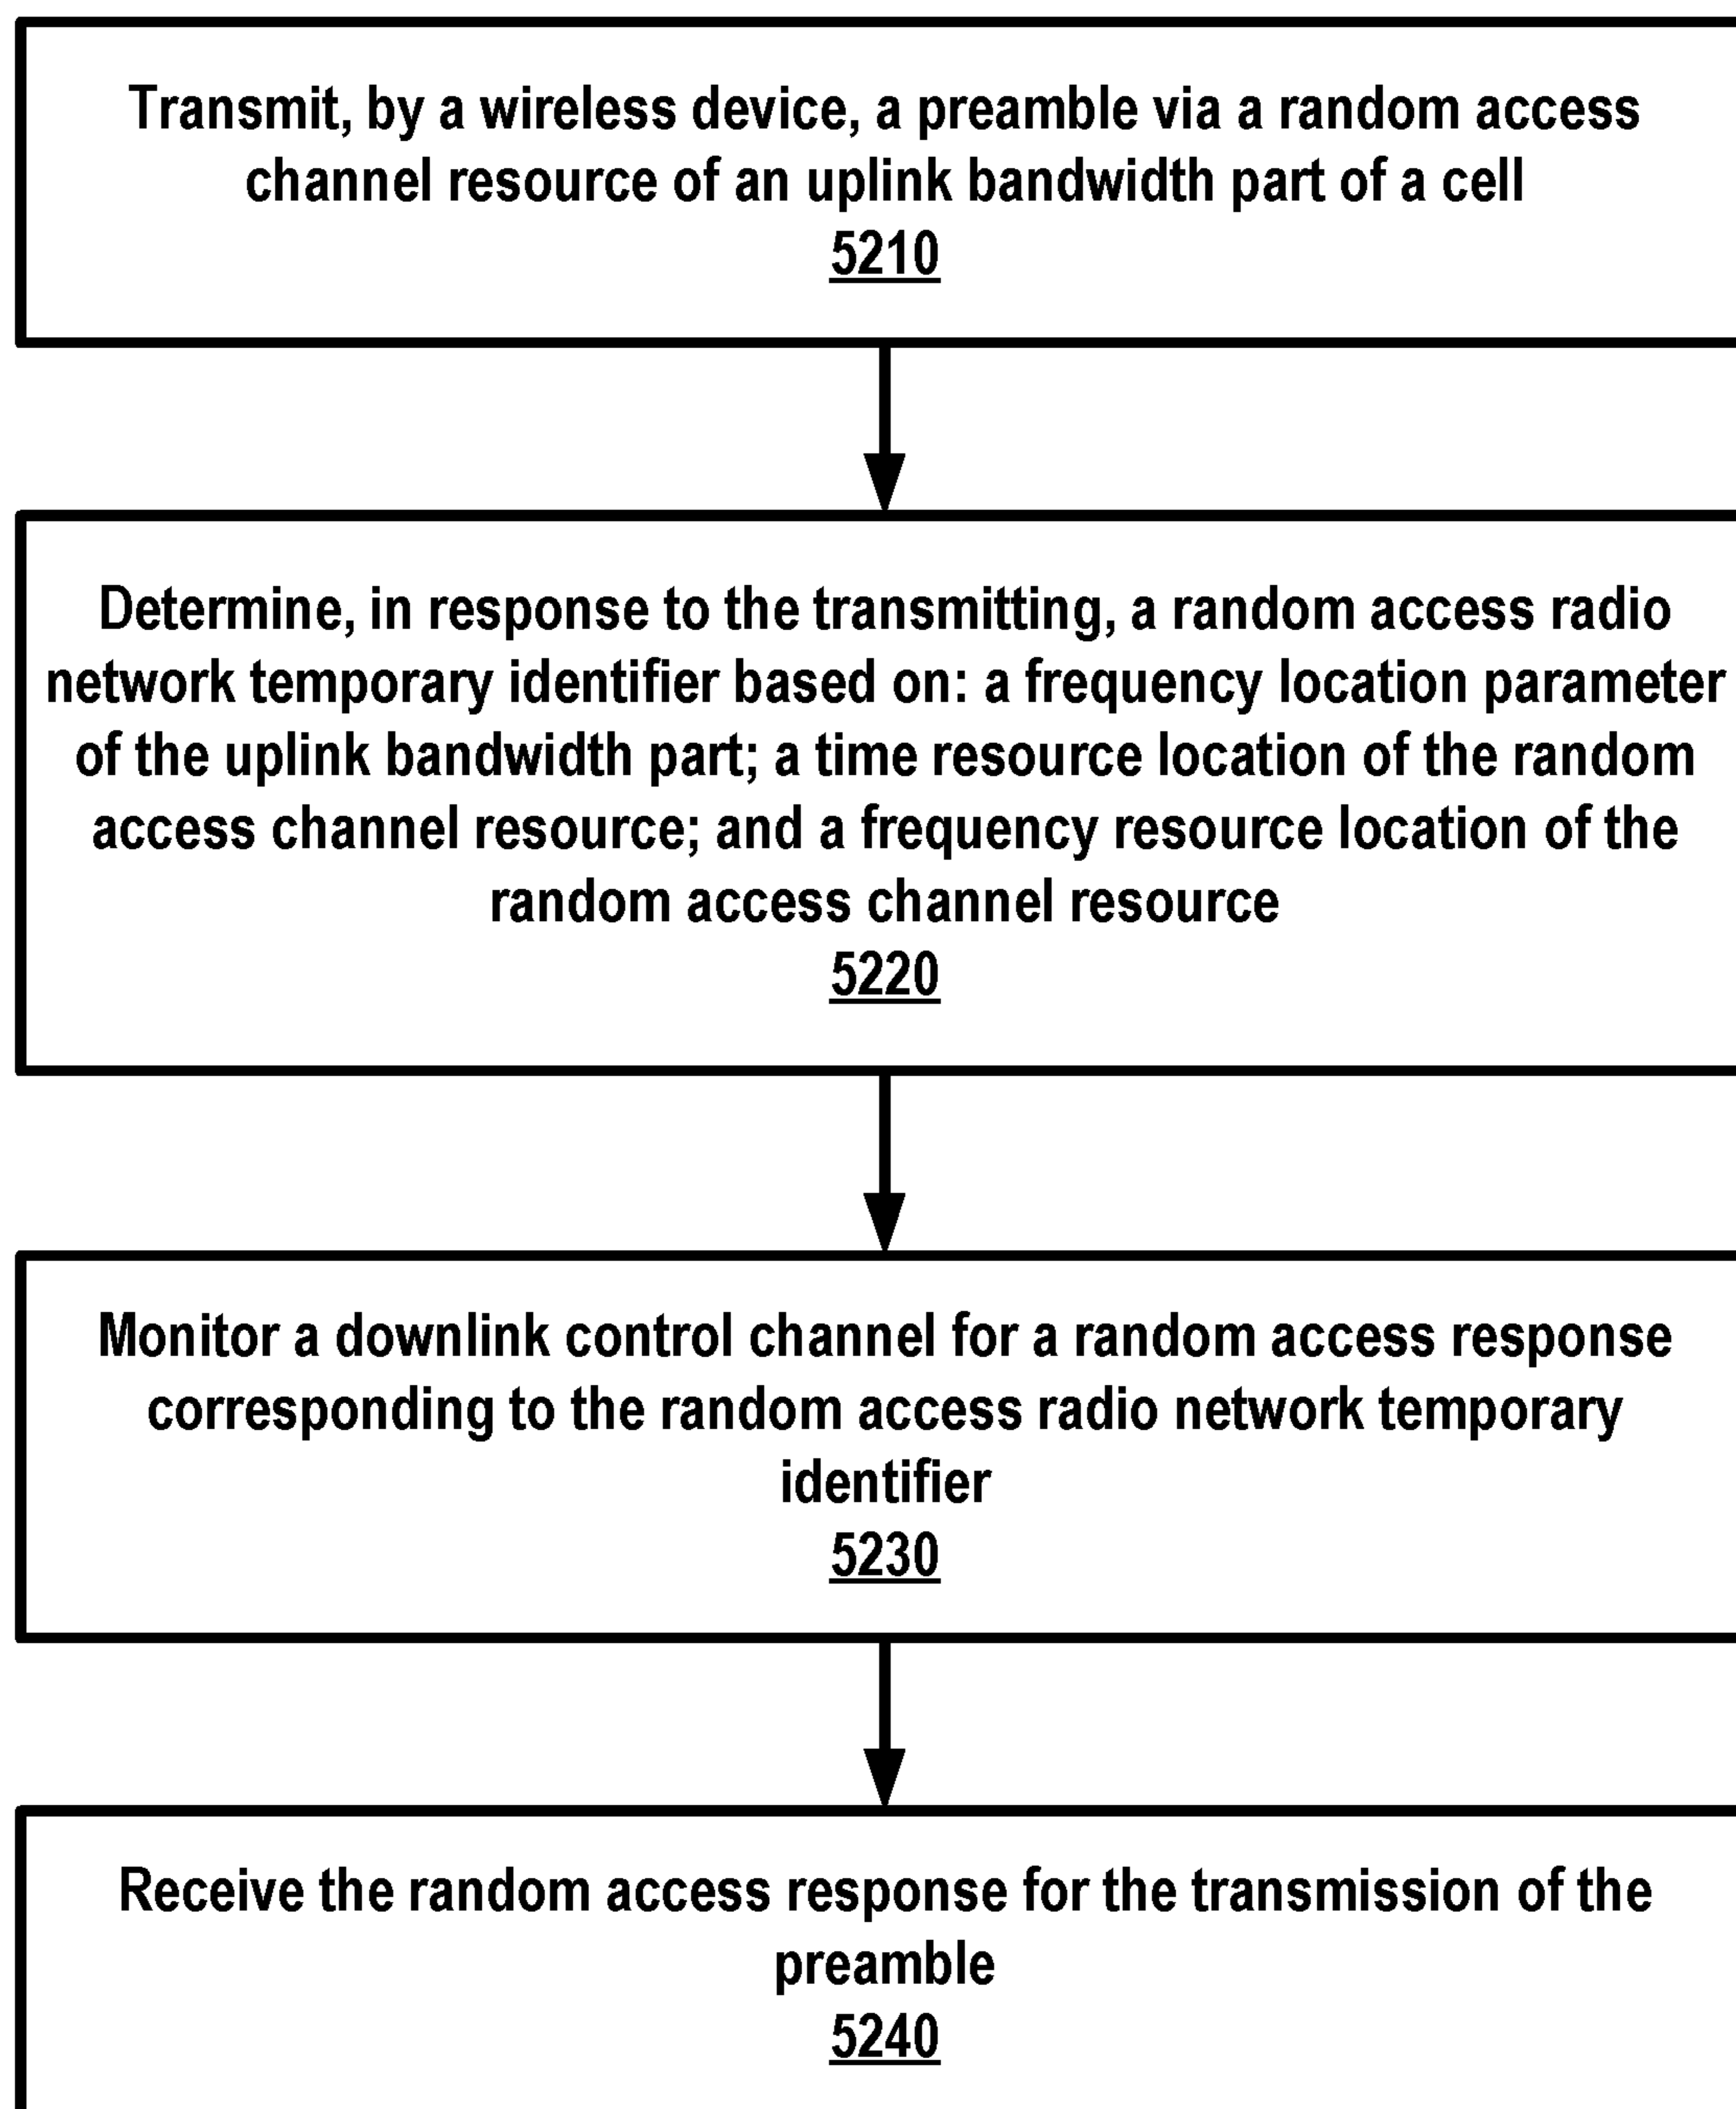 Transmit, by a wireless device, a preamble via a random access
channel resource of an uplink bandwidth part of a cell
5210
Determine, in response to the transmitting, a random access radio
network temporary identifier based on: a frequency location parameter
of the uplink bandwidth part; a time resource location of the random
access channel resource; and a frequency resource location of the
random access channel resource
5220
Monitor a downlink control channel for a random access response
corresponding to the random access radio network temporary
identifier
5230
Receive the random access response for the transmission of the
preamble
5240